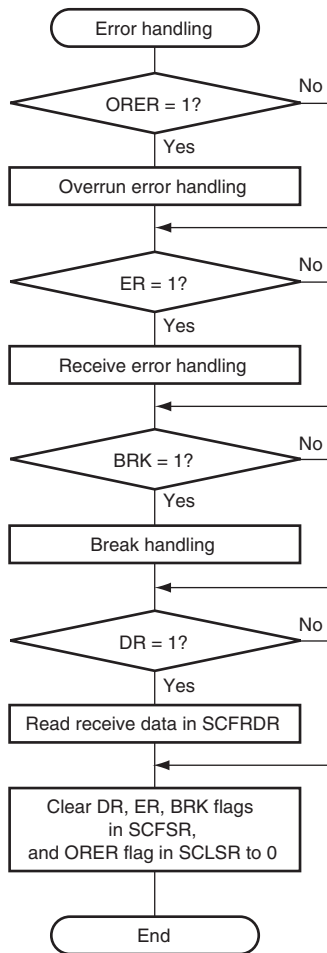 Error handling
ORER = 1?
No
Yes
Overrun error handling
ER = 1?
No
Yes
Receive error handling
BRK = 1?
No
Yes
Break handling
DR = 1?
No
Yes
Read receive data in SCFRDR
Clear DR, ER, BRK flags
in SCFSR,
and ORER flag in SCLSR to 0
End